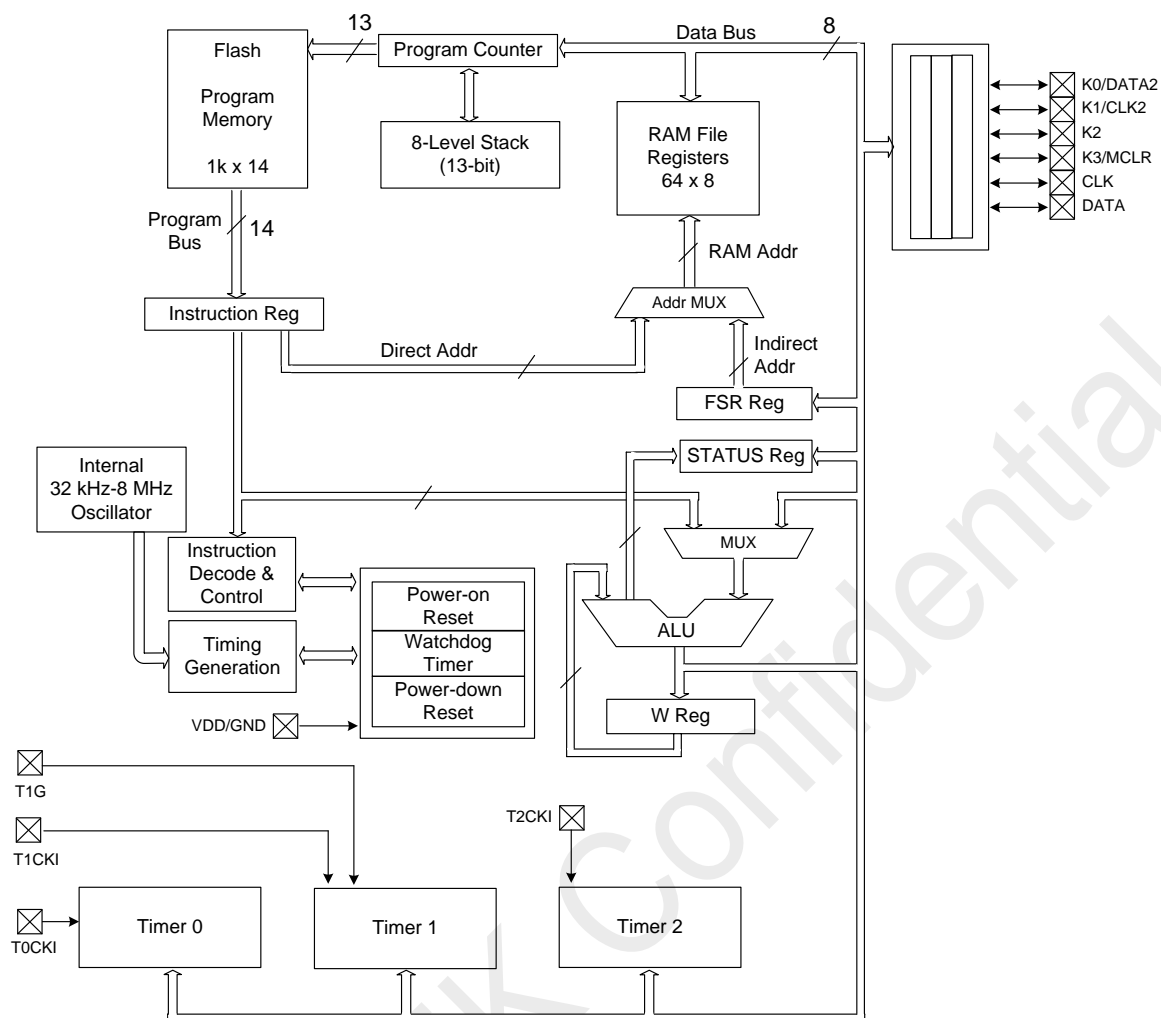 13
Flash
Program
Memory
1k x 14
Program Counter
Data Bus
8
8-Level Stack
(13-bit)
RAM File
Registers
64 x 8
K0/DATA2
K1/CLK2
K2
K3/MCLR
CLK
DATA
Program
Bus
14
RAM Addr
Instruction Reg
Addr MUX
Direct Addr
Indirect
Addr
FSR Reg
STATUS Reg
Internal
32 kHz-8 MHz
Oscillator
MUX
Instruction
Decode &
Control
Power-on
Reset
ALU
Timing
Generation
Watchdog
Timer
Power-down
Reset
W Reg
VDD/GND
T1G
T1CKI
T2CKI
T0CKI
Timer 0
Timer 1
Timer 2
Confidential